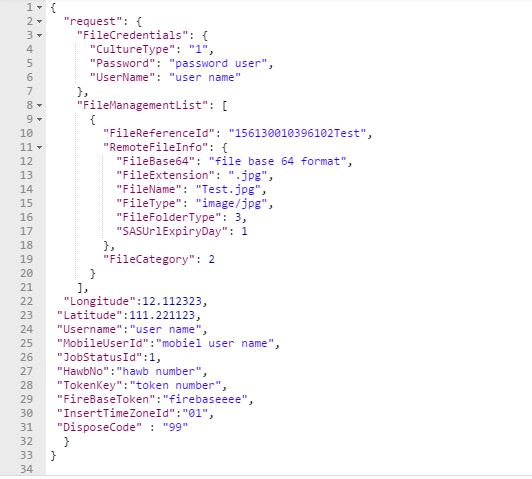 1 {
2 "request": {
3 "FileCredentials": {
4 "CultureType": "1",
5 "Password": "password user",
6 "UserName": "user name"
7 },
8 "FileManagementList": [
9 {
10 "FileReferenceId": "156130010396102Test",
11 "RemoteFileInfo": {
12 "FileBase64": "file base 64 format",
13 "FileExtension": ".jpg",
14 "FileName": "Test.jpg",
15 "FileType": "image/jpg",
16 "FileFolderType": 3,
17 "SASUrlExpiryDay": 1
18 },
19 "FileCategory": 2
20 }
21 ],
22 "Longitude":12.112323,
23 "Latitude":111.221123,
24 "Username":"user name",
25 "MobileUserId":"mobiel user name",
26 "JobStatusId":1,
27 "HawbNo":"hawb number",
28 "TokenKey":"token number",
29 "FireBaseToken":"firebaseeee",
30 "InsertTimeZoneId":"01",
31 "DisposeCode" : "99"
32 }
33 }
34